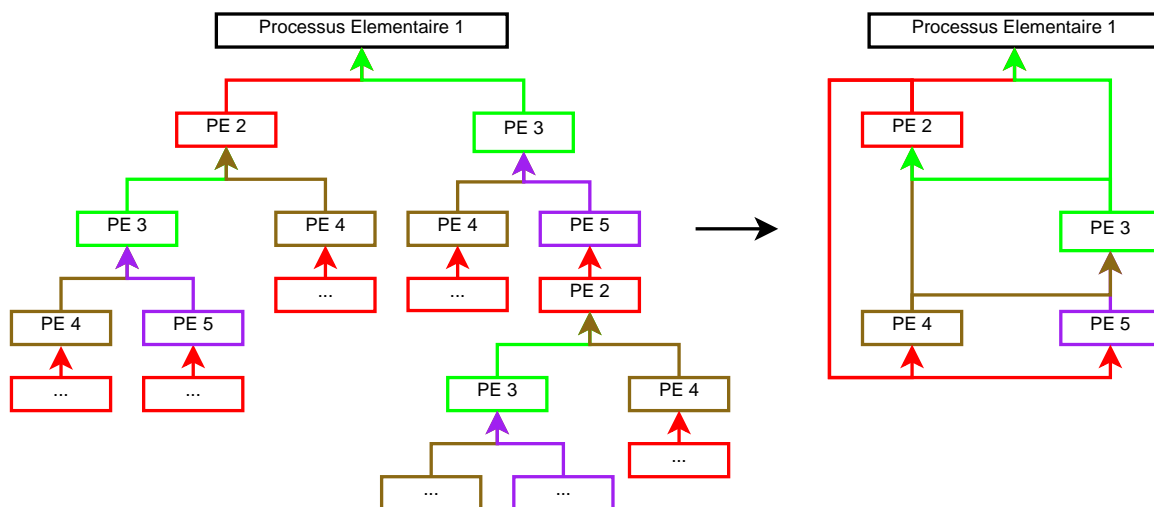 Processus Elementaire 1
PE 2
PE 3
PE 3
PE 4
PE 4
PE 5
...
...
PE 2
PE 4
PE 5
...
...
PE 3
PE 4
...
...
...
Processus Elementaire 1
PE 2
PE 3
PE 4
PE 5